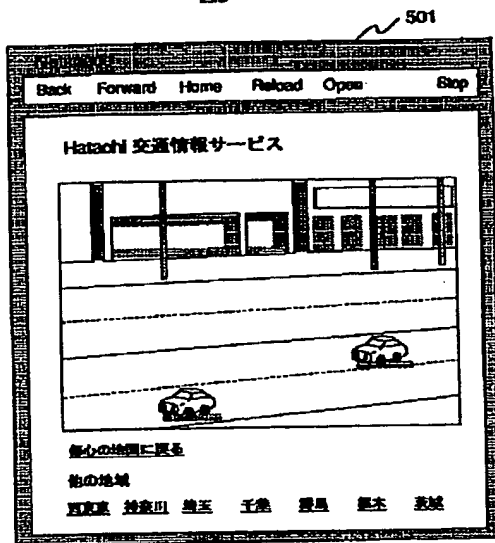 501
Back Forward Home Reload Open Stop
Hatachi 交通情報サービス
都心の地図に戻る
他の地域
西東京 神奈川 埼玉 千葉 群馬 栃木 茨城